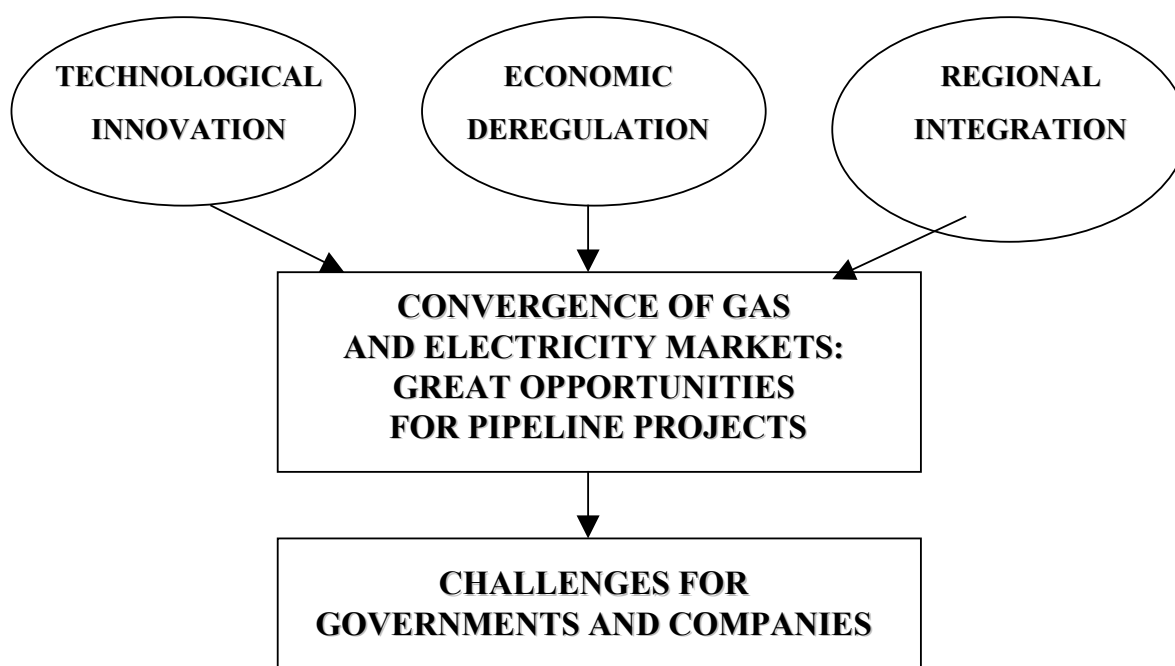 TECHNOLOGICAL
INNOVATION
ECONOMIC
DEREGULATION
REGIONAL
INTEGRATION
CONVERGENCE OF GAS
AND ELECTRICITY MARKETS:
GREAT OPPORTUNITIES
FOR PIPELINE PROJECTS
CHALLENGES FOR
GOVERNMENTS AND COMPANIES